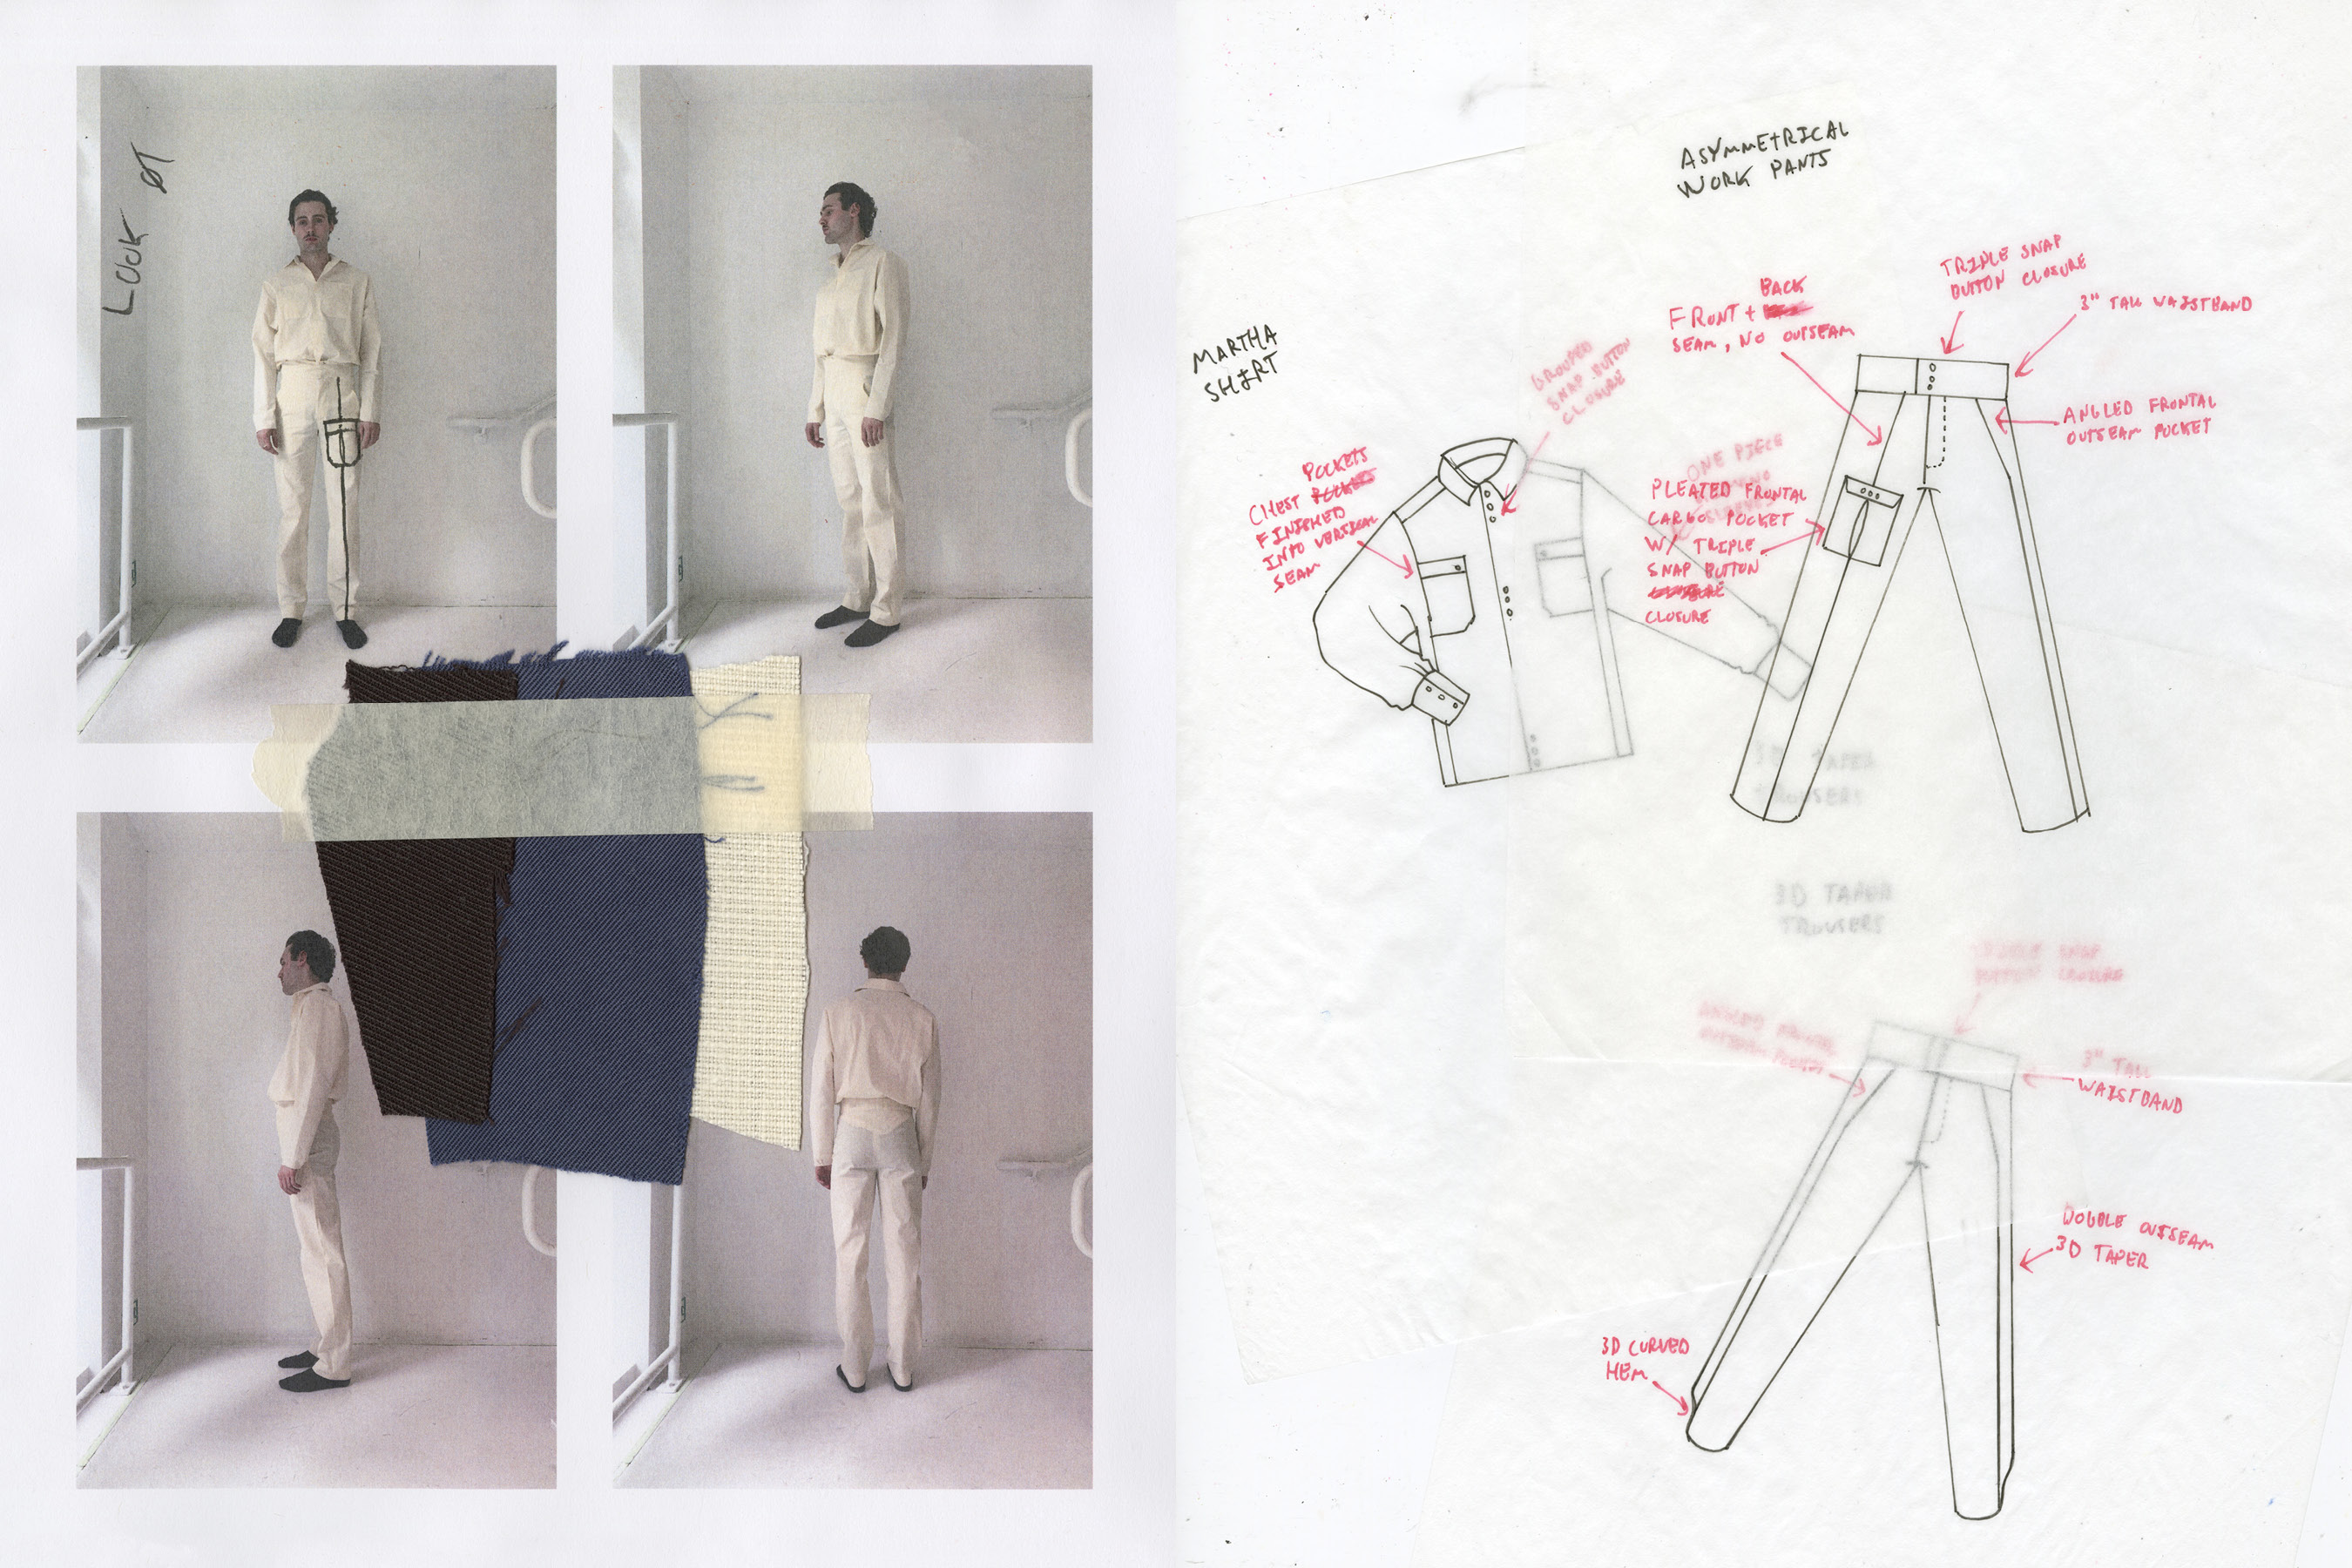 LOOK 01
ASYMMETRICAL
WORK PANTS
TRIPLE SNAP
BUTTON CLOSURE
3" TALL WAISTBAND
BACK
FRONT +
SEAM, NO OUTSEAM
ANGLED FRONTAL
OUTSEAM POCKET
PLEATED FRONTAL
CARGO POCKET
W/ TRIPLE
SNAP BUTTON
CLOSURE
MARTHA
SHIRT
GROUPED
SNAP BUTTON
CLOSURE
POCKETS
CHEST
FINISHED
INTO VERTICAL
SEAM
ONE PIECE
3D TAPER
TROUSERS
3D TAPER
TROUSERS
BUTTON CLOSURE
ANGLED FRONTAL
OUTSEAM POCKET
3" TALL
WAISTBAND
DOUBLE OUTSEAM
3D TAPER
3D CURVED
HEM